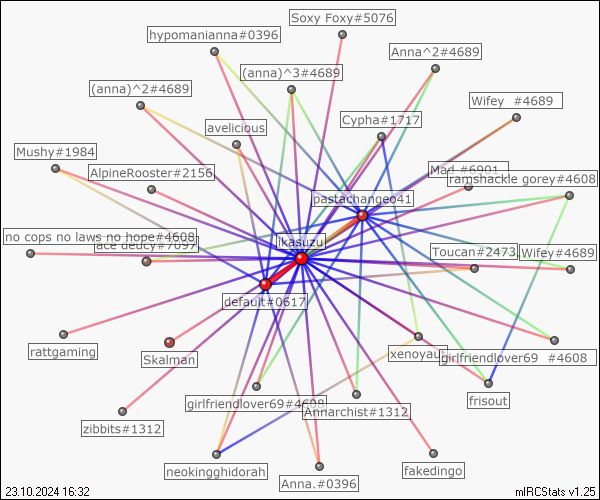 Soxy Foxy#5076
hypomanianna#0396
Anna^2#4689
(anna)^3#4689
(anna)^2#4689
Wifey #4689
Cypha#1717
avelicious
Mushy#1984
AlpineRooster#2156
Mad #6901
ramshackle gorey#4608
pastachangeo41
no cops no laws no hope#4608
ikasuzu
ace deucy#7097
Toucan#2473
Wifey#4689
default#0617
rattgaming
Skalman
xenoyau
girlfriendlover69 #4608
girlfriendlover69#4608
Annarchist#1312
frisout
zibbits#1312
neokingghidorah
Anna.#0396
fakedingo
23.10.2024 16:32
mIRCStats v1.25